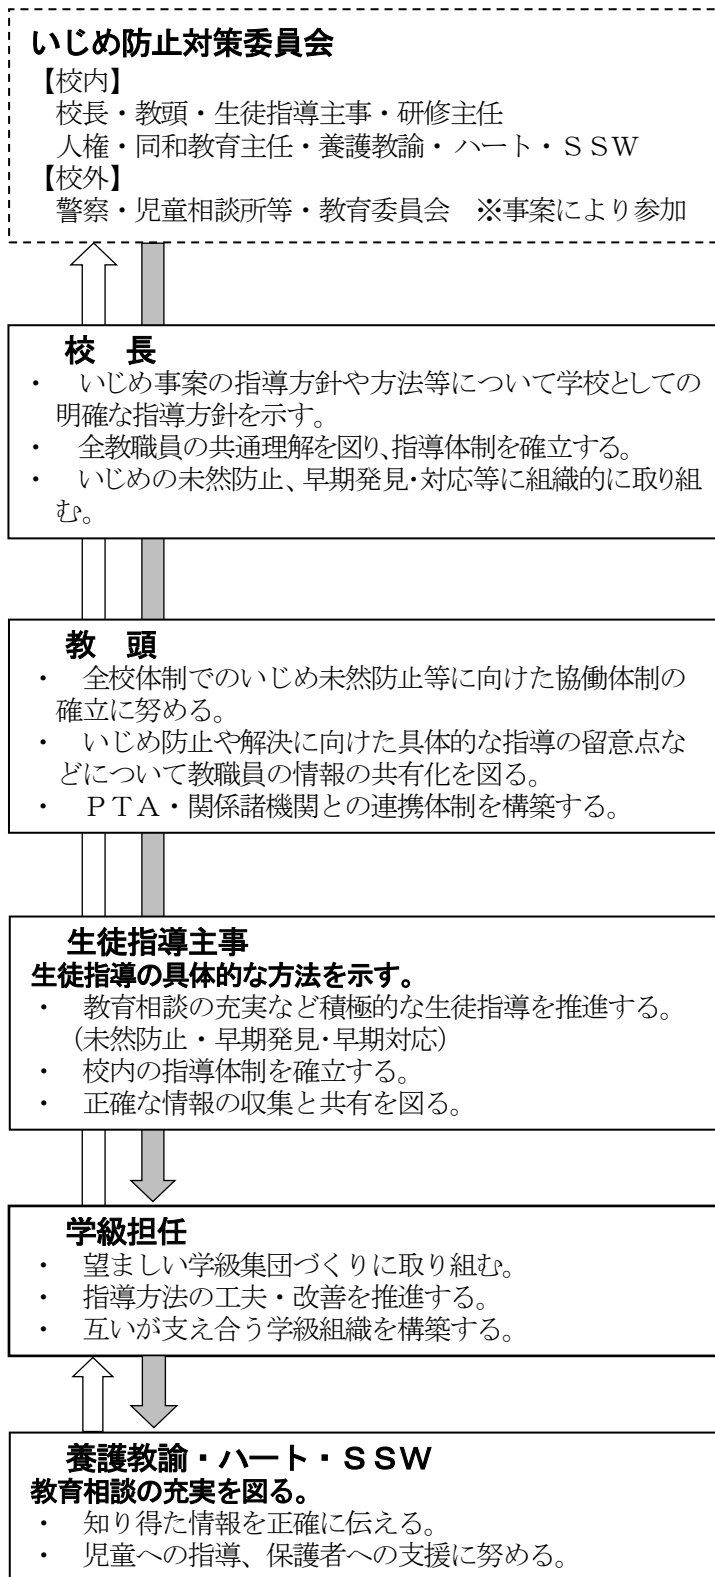 いじめ防止対策委員会
【校内】
校長・教頭・生徒指導主事・研修主任
人権・同和教育主任・養護教諭・ハート・ＳＳＷ
【校外】
警察・児童相談所等・教育委員会　※事案により参加
校　長
・　いじめ事案の指導方針や方法等について学校としての
明確な指導方針を示す。
・　全教職員の共通理解を図り、指導体制を確立する。
・　いじめの未然防止、早期発見・対応等に組織的に取り組
む。
教　頭
・　全校体制でのいじめ未然防止等に向けた協働体制の
確立に努める。
・　いじめ防止や解決に向けた具体的な指導の留意点な
どについて教職員の情報の共有化を図る。
・　ＰＴＡ・関係諸機関との連携体制を構築する。
生徒指導主事
生徒指導の具体的な方法を示す。
・　教育相談の充実など積極的な生徒指導を推進する。
（未然防止・早期発見・早期対応）
・　校内の指導体制を確立する。
・　正確な情報の収集と共有を図る。
学級担任
・　望ましい学級集団づくりに取り組む。
・　指導方法の工夫・改善を推進する。
・　互いが支え合う学級組織を構築する。
養護教諭・ハート・ＳＳＷ
教育相談の充実を図る。
・　知り得た情報を正確に伝える。
・　児童への指導、保護者への支援に努める。